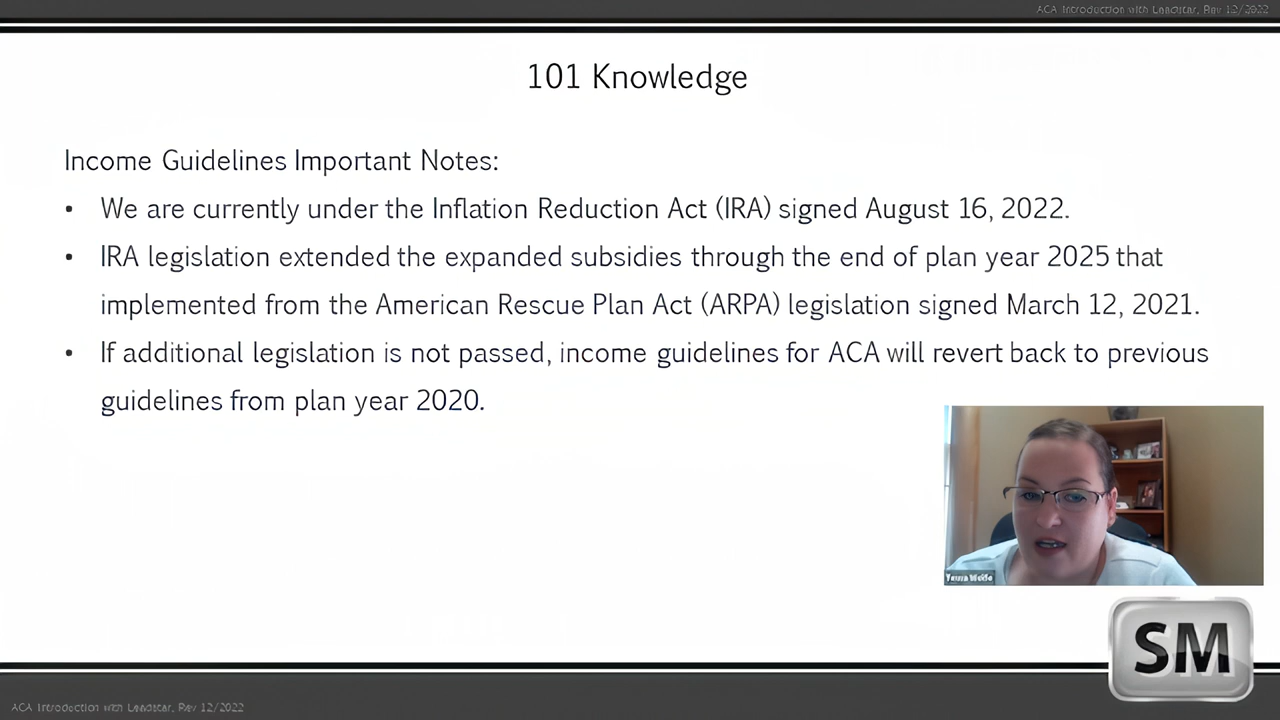 ACA Introduction with Leadstar, Rev 12/2022
101 Knowledge
Income Guidelines Important Notes:
• We are currently under the Inflation Reduction Act (IRA) signed August 16, 2022.
• IRA legislation extended the expanded subsidies through the end of plan year 2025 that
implemented from the American Rescue Plan Act (ARPA) legislation signed March 12, 2021.
• If additional legislation is not passed, income guidelines for ACA will revert back to previous
guidelines from plan year 2020.
SM
ACA Introduction with Leadstar, Rev 12/2022